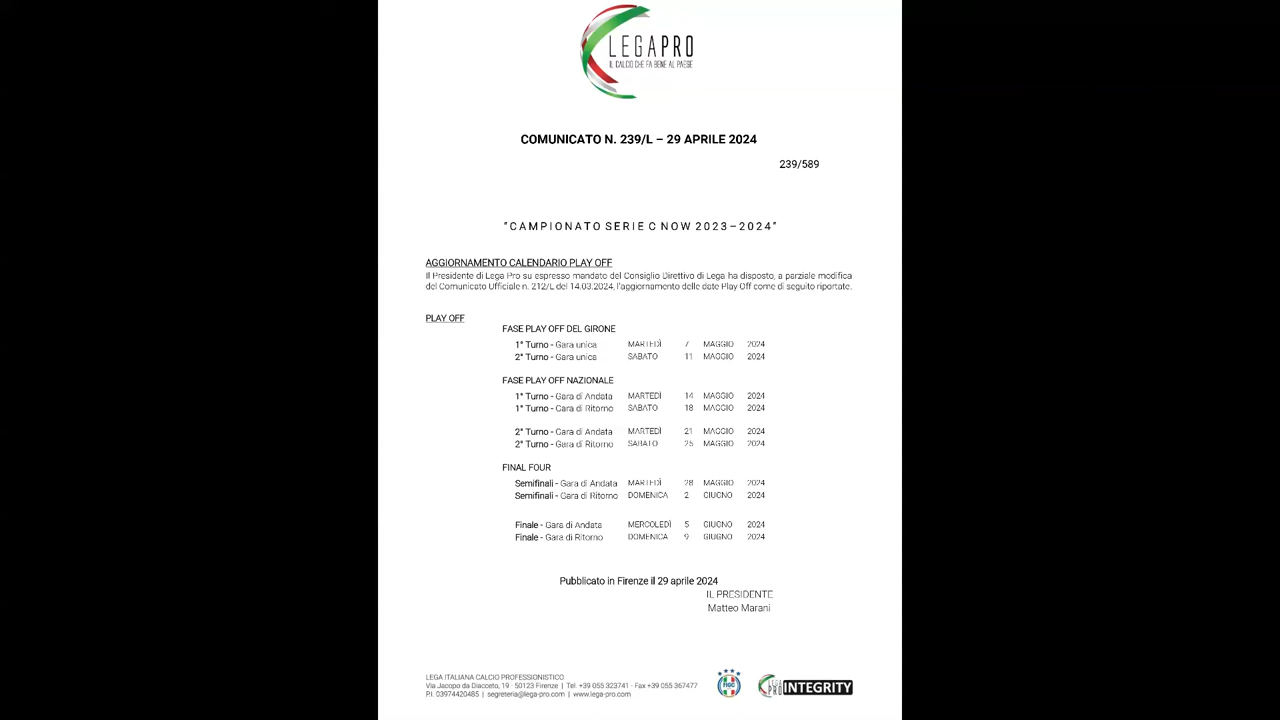 LEGAPRO
IL CALCIO CHE FA BENE AL PAESE
COMUNICATO N. 239/L – 29 APRILE 2024
239/589
"CAMPIONATO SERIE C NOW 2023–2024"
AGGIORNAMENTO CALENDARIO PLAY OFF
Il Presidente di Lega Pro su espresso mandato del Consiglio Direttivo di Lega ha disposto, a parziale modifica
del Comunicato Ufficiale n. 212/L del 14.03.2024, l'aggiornamento delle date Play Off come di seguito riportate.
PLAY OFF
FASE PLAY OFF DEL GIRONE
1° Turno - Gara unica MARTEDÌ 7 MAGGIO 2024
2° Turno - Gara unica SABATO 11 MAGGIO 2024
FASE PLAY OFF NAZIONALE
1° Turno - Gara di Andata MARTEDÌ 14 MAGGIO 2024
1° Turno - Gara di Ritorno SABATO 18 MAGGIO 2024
2° Turno - Gara di Andata MARTEDÌ 21 MAGGIO 2024
2° Turno - Gara di Ritorno SABATO 25 MAGGIO 2024
FINAL FOUR
Semifinali - Gara di Andata MARTEDÌ 28 MAGGIO 2024
Semifinali - Gara di Ritorno DOMENICA 2 GIUGNO 2024
Finale - Gara di Andata MERCOLEDÌ 5 GIUGNO 2024
Finale - Gara di Ritorno DOMENICA 9 GIUGNO 2024
Pubblicato in Firenze il 29 aprile 2024
IL PRESIDENTE
Matteo Marani
LEGA ITALIANA CALCIO PROFESSIONISTICO
Via Jacopo da Diacceto, 19 - 50123 Firenze | Tel. +39 055 323741 - Fax +39 055 367477
P.I. 03974420485 | segreteria@lega-pro.com | www.lega-pro.com
FIGC
LEGA PRO INTEGRITY